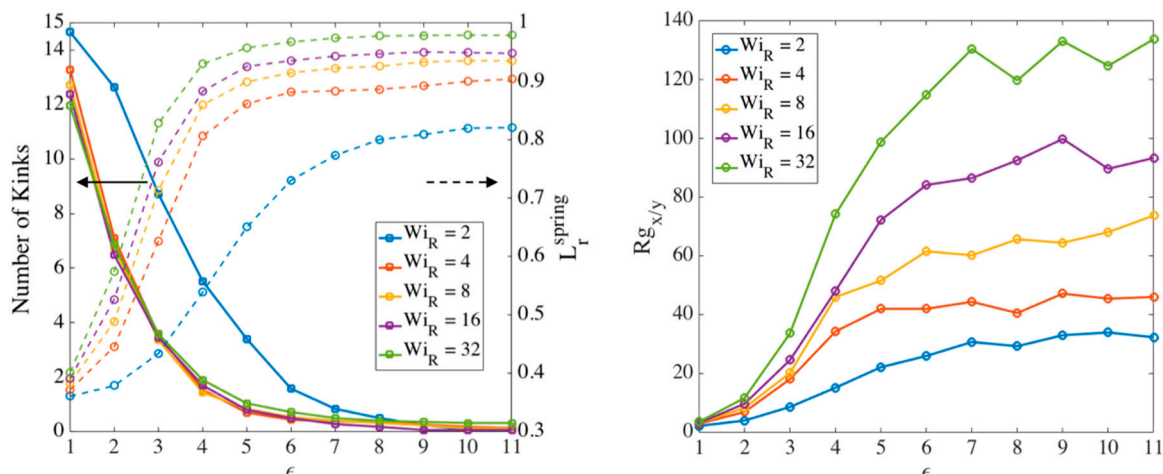 Number of Kinks
15
14
12
10
8
6
4
2
0
1 2 3 4 5 6 7 8 9 10 11
ϵ
1
0.9
0.8
0.7
0.6
0.5
0.4
0.3
L_r^spring
Wi_R = 2
Wi_R = 4
Wi_R = 8
Wi_R = 16
Wi_R = 32
Rg_x/y
140
120
100
80
60
40
20
0
1 2 3 4 5 6 7 8 9 10 11
ϵ
Wi_R = 2
Wi_R = 4
Wi_R = 8
Wi_R = 16
Wi_R = 32